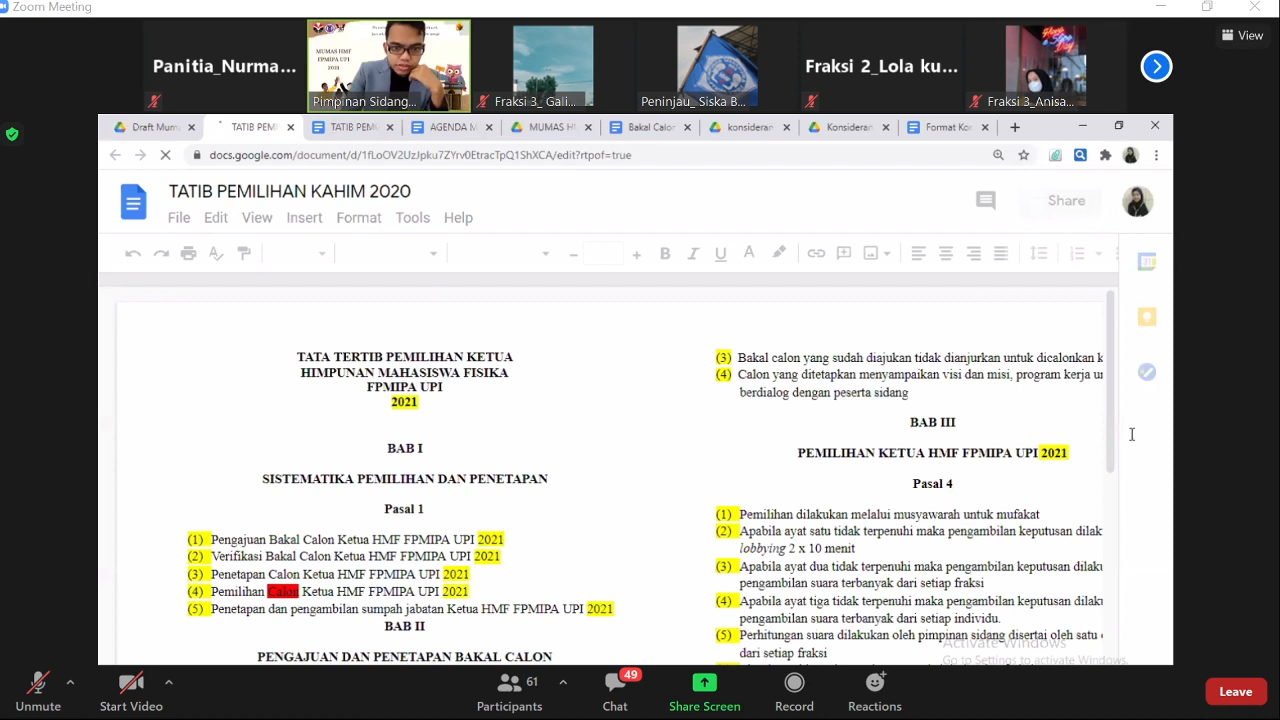 Zoom Meeting
View
Panitia_Nurma...
MUMAS HMF
FPMIPA UPI
2021
Pimpinan Sidang...
Fraksi 3_ Gali...
Peninjau_ Siska B...
Fraksi 2_Lola ku...
Fraksi 3_Anisa...
Draft Mum
TATIB PEMI
TATIB PEM
AGENDA M
MUMAS H
Bakal Calor
konsideran
Konsideran
Format Ko
docs.google.com/document/d/1fLoOV2UzJpku7ZYrv0EtracTpQ1ShXCA/edit?rtpof=true
TATIB PEMILIHAN KAHIM 2020
File Edit View Insert Format Tools Help
Share
TATA TERTIB PEMILIHAN KETUA
HIMPUNAN MAHASISWA FISIKA
FPMIPA UPI
2021
BAB I
SISTEMATIKA PEMILIHAN DAN PENETAPAN
Pasal 1
(1) Pengajuan Bakal Calon Ketua HMF FPMIPA UPI 2021
(2) Verifikasi Bakal Calon Ketua HMF FPMIPA UPI 2021
(3) Penetapan Calon Ketua HMF FPMIPA UPI 2021
(4) Pemilihan Calon Ketua HMF FPMIPA UPI 2021
(5) Penetapan dan pengambilan sumpah jabatan Ketua HMF FPMIPA UPI 2021
BAB II
PENGAJUAN DAN PENETAPAN BAKAL CALON
(3) Bakal calon yang sudah diajukan tidak dianjurkan untuk dicalonkan k
(4) Calon yang ditetapkan menyampaikan visi dan misi, program kerja un
berdialog dengan peserta sidang
BAB III
PEMILIHAN KETUA HMF FPMIPA UPI 2021
Pasal 4
(1) Pemilihan dilakukan melalui musyawarah untuk mufakat
(2) Apabila ayat satu tidak terpenuhi maka pengambilan keputusan dilak
lobbying 2 x 10 menit
(3) Apabila ayat dua tidak terpenuhi maka pengambilan keputusan dilaku
pengambilan suara terbanyak dari setiap fraksi
(4) Apabila ayat tiga tidak terpenuhi maka pengambilan keputusan dilaku
pengambilan suara terbanyak dari setiap individu.
(5) Perhitungan suara dilakukan oleh pimpinan sidang disertai oleh satu
dari setiap fraksi
Activate Windows
Go to Settings to activate Windows.
Unmute
Start Video
61
Participants
49
Chat
Share Screen
Record
Reactions
Leave